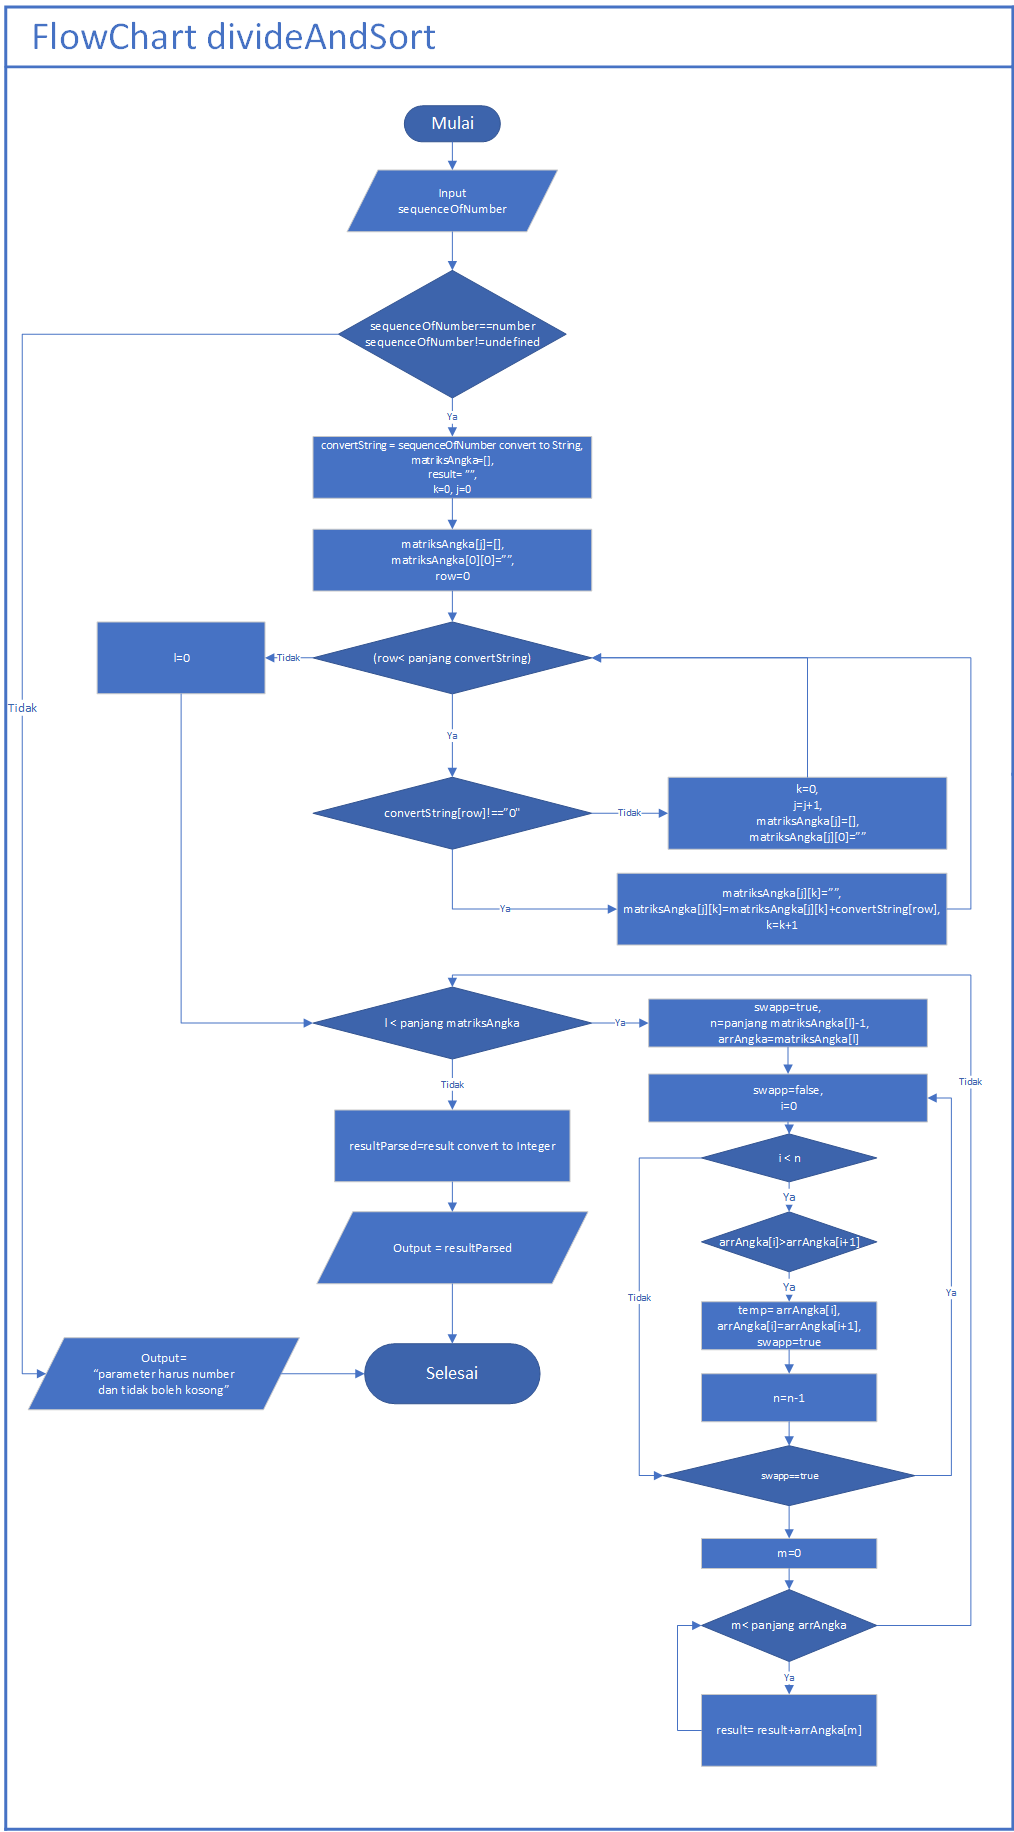 FlowChart divideAndSort
Mulai
Input
sequenceOfNumber
sequenceOfNumber==number
sequenceOfNumber!=undefined
Ya
convertString = sequenceOfNumber convert to String,
matriksAngka=[],
result= ””,
k=0, j=0
matriksAngka[j]=[],
matriksAngka[0][0]=””,
row=0
l=0
Tidak
(row< panjang convertString)
Tidak
Ya
convertString[row]!==”0"
Tidak
k=0,
j=j+1,
matriksAngka[j]=[],
matriksAngka[j][0]=””
Ya
matriksAngka[j][k]=””,
matriksAngka[j][k]=matriksAngka[j][k]+convertString[row],
k=k+1
l < panjang matriksAngka
Ya
swapp=true,
n=panjang matriksAngka[l]-1,
arrAngka=matriksAngka[l]
Tidak
Tidak
swapp=false,
i=0
resultParsed=result convert to Integer
i < n
Ya
Output = resultParsed
arrAngka[i]>arrAngka[i+1]
Ya
Tidak
Ya
temp= arrAngka[i],
arrAngka[i]=arrAngka[i+1],
swapp=true
Output=
“parameter harus number
dan tidak boleh kosong”
Selesai
n=n-1
swapp==true
m=0
m< panjang arrAngka
Ya
result= result+arrAngka[m]